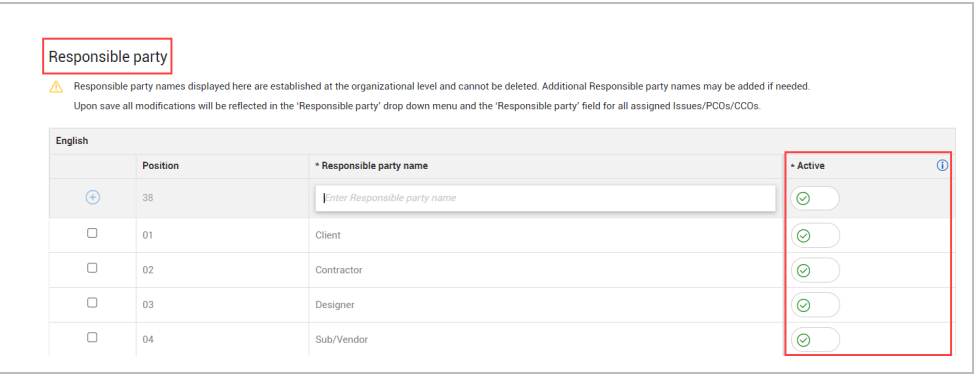 Responsible party
Responsible party names displayed here are established at the organizational level and cannot be deleted. Additional Responsible party names may be added if needed.
Upon save all modifications will be reflected in the 'Responsible party' drop down menu and the 'Responsible party' field for all assigned Issues/PCOs/CCOs.
English
Position * Responsible party name * Active
38 Enter Responsible party name
01 Client
02 Contractor
03 Designer
04 Sub/Vendor